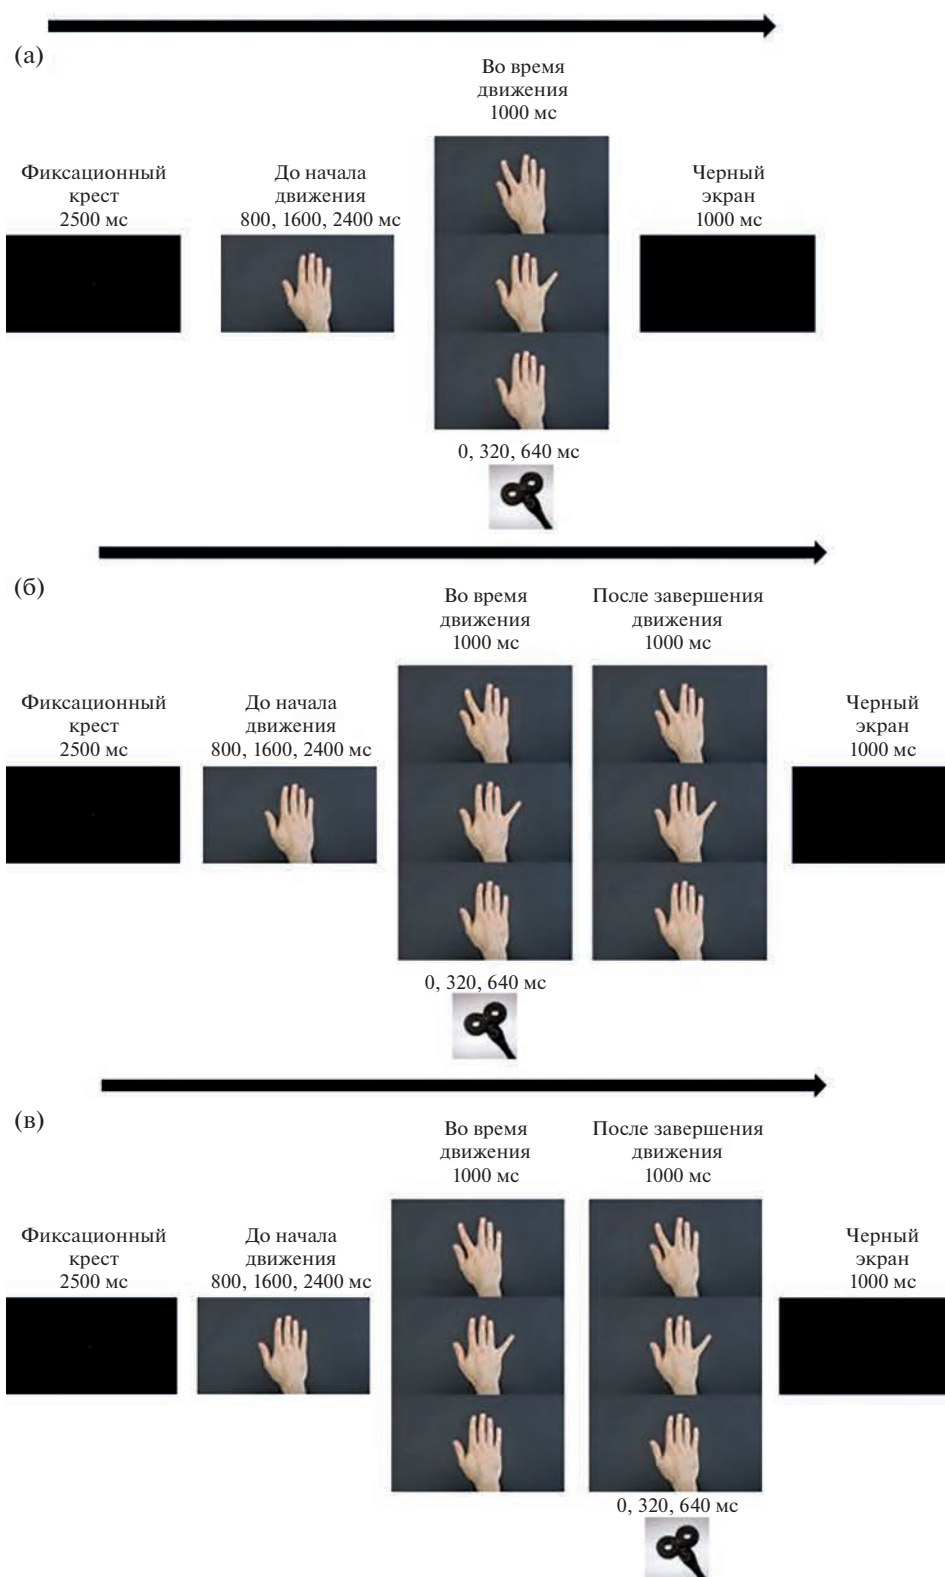 (а)
Во время
движения
1000 мс
Фиксационный
крест
2500 мс
До начала
движения
800, 1600, 2400 мс
Черный
экран
1000 мс
0, 320, 640 мс
(б)
Во время
движения
1000 мс
После завершения
движения
1000 мс
Фиксационный
крест
2500 мс
До начала
движения
800, 1600, 2400 мс
Черный
экран
1000 мс
0, 320, 640 мс
(в)
Во время
движения
1000 мс
После завершения
движения
1000 мс
Фиксационный
крест
2500 мс
До начала
движения
800, 1600, 2400 мс
Черный
экран
1000 мс
0, 320, 640 мс